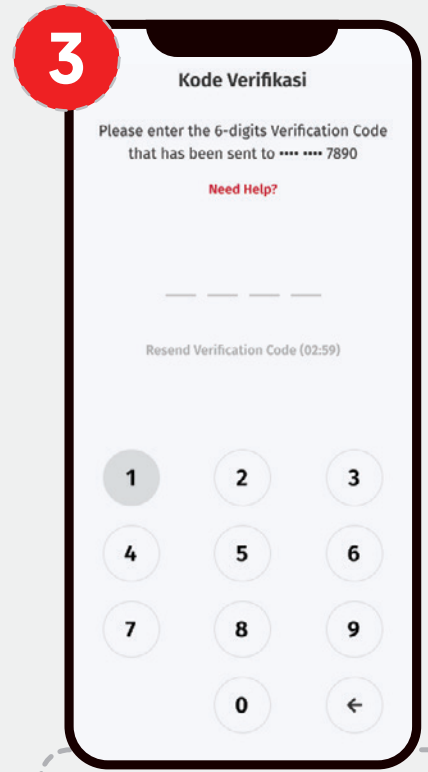 3
Kode Verifikasi
Please enter the 6-digits Verification Code
that has been sent to •••• •••• 7890
Need Help?
Resend Verification Code (02:59)
1 2 3
4 5 6
7 8 9
0 ←